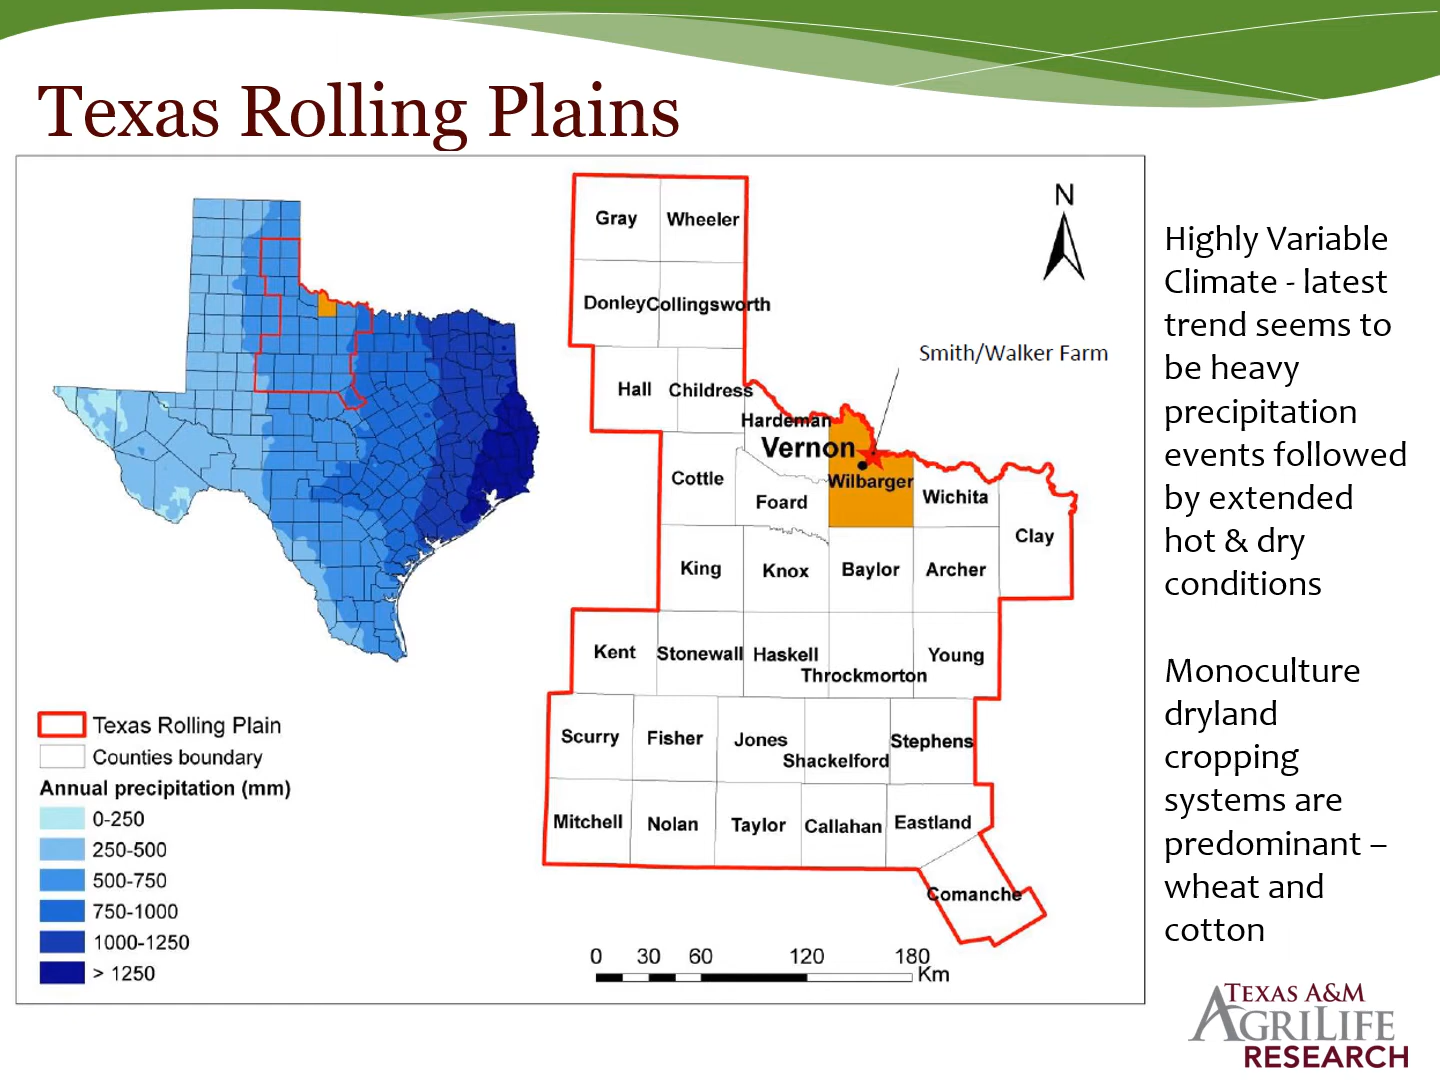 Texas Rolling Plains
Gray
Wheeler
Donley
Collingsworth
Hall
Childress
Hardeman
Vernon
Wilbarger
Cottle
Foard
Wichita
Clay
King
Knox
Baylor
Archer
Kent
Stonewall
Haskell
Throckmorton
Young
Scurry
Fisher
Jones
Shackelford
Stephens
Mitchell
Nolan
Taylor
Callahan
Eastland
Comanche
N
Smith/Walker Farm
Texas Rolling Plain
Counties boundary
Annual precipitation (mm)
0-250
250-500
500-750
750-1000
1000-1250
> 1250
0 30 60 120 180
Km
Highly Variable
Climate - latest
trend seems to
be heavy
precipitation
events followed
by extended
hot & dry
conditions
Monoculture
dryland
cropping
systems are
predominant –
wheat and
cotton
TEXAS A&M
AGRILIFE
RESEARCH